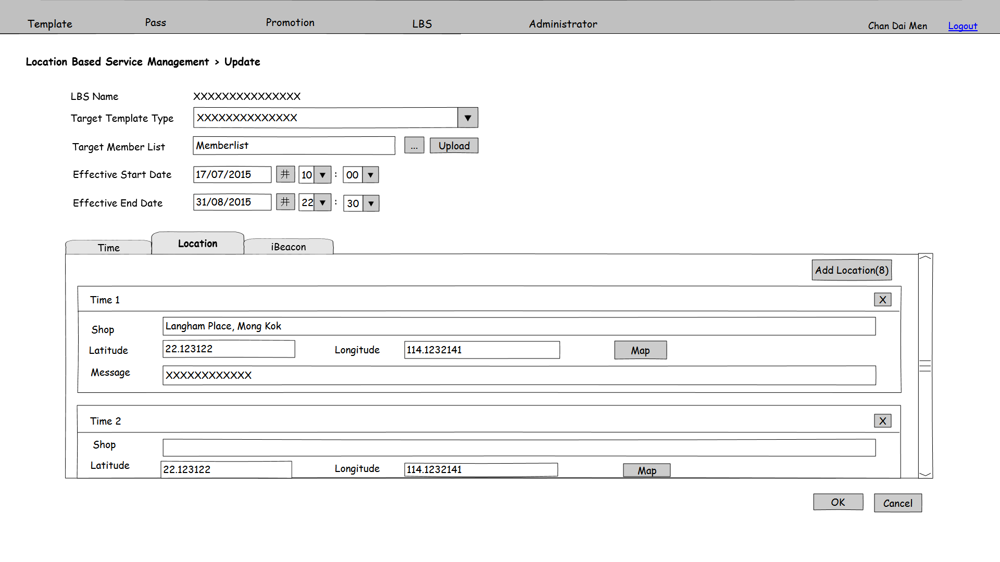 Template Pass Promotion LBS Administrator Chan Dai Men Logout
Location Based Service Management > Update
LBS Name XXXXXXXXXXXXXXX
Target Template Type XXXXXXXXXXXXXX ▼
Target Member List Memberlist ... Upload
Effective Start Date 17/07/2015 井 10 ▼ : 00 ▼
Effective End Date 31/08/2015 井 22 ▼ : 30 ▼
Time Location iBeacon
Add Location(8)
Time 1 X
Shop Langham Place, Mong Kok
Latitude 22.123122 Longitude 114.1232141 Map
Message XXXXXXXXXXXX
Time 2 X
Shop
Latitude 22.123122 Longitude 114.1232141 Map
OK Cancel